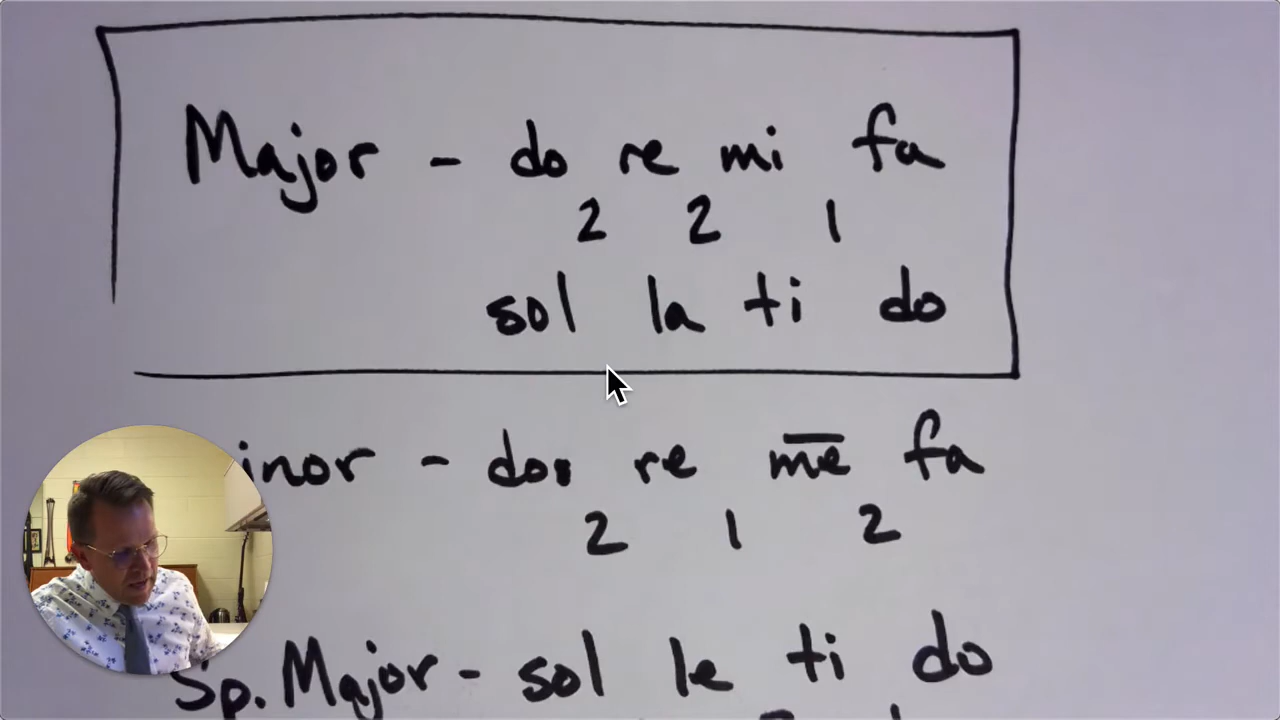 Major - do re mi fa
2 2 1
sol la ti do
inor - do re me fa
2 1 2
Sp. Major - sol le ti do